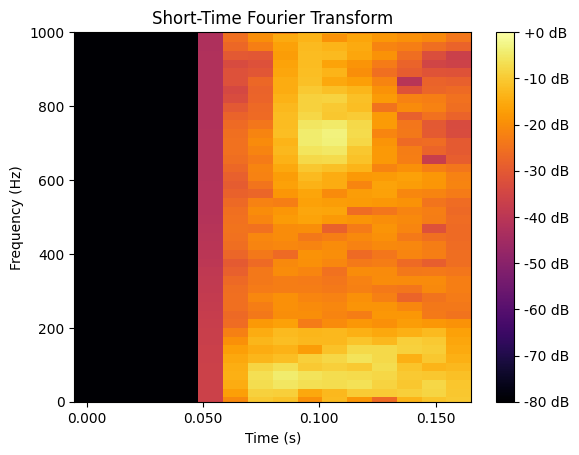 Short-Time Fourier Transform
Frequency (Hz)
1000
800
600
400
200
0
0.000
0.050
0.100
0.150
Time (s)
+0 dB
-10 dB
-20 dB
-30 dB
-40 dB
-50 dB
-60 dB
-70 dB
-80 dB